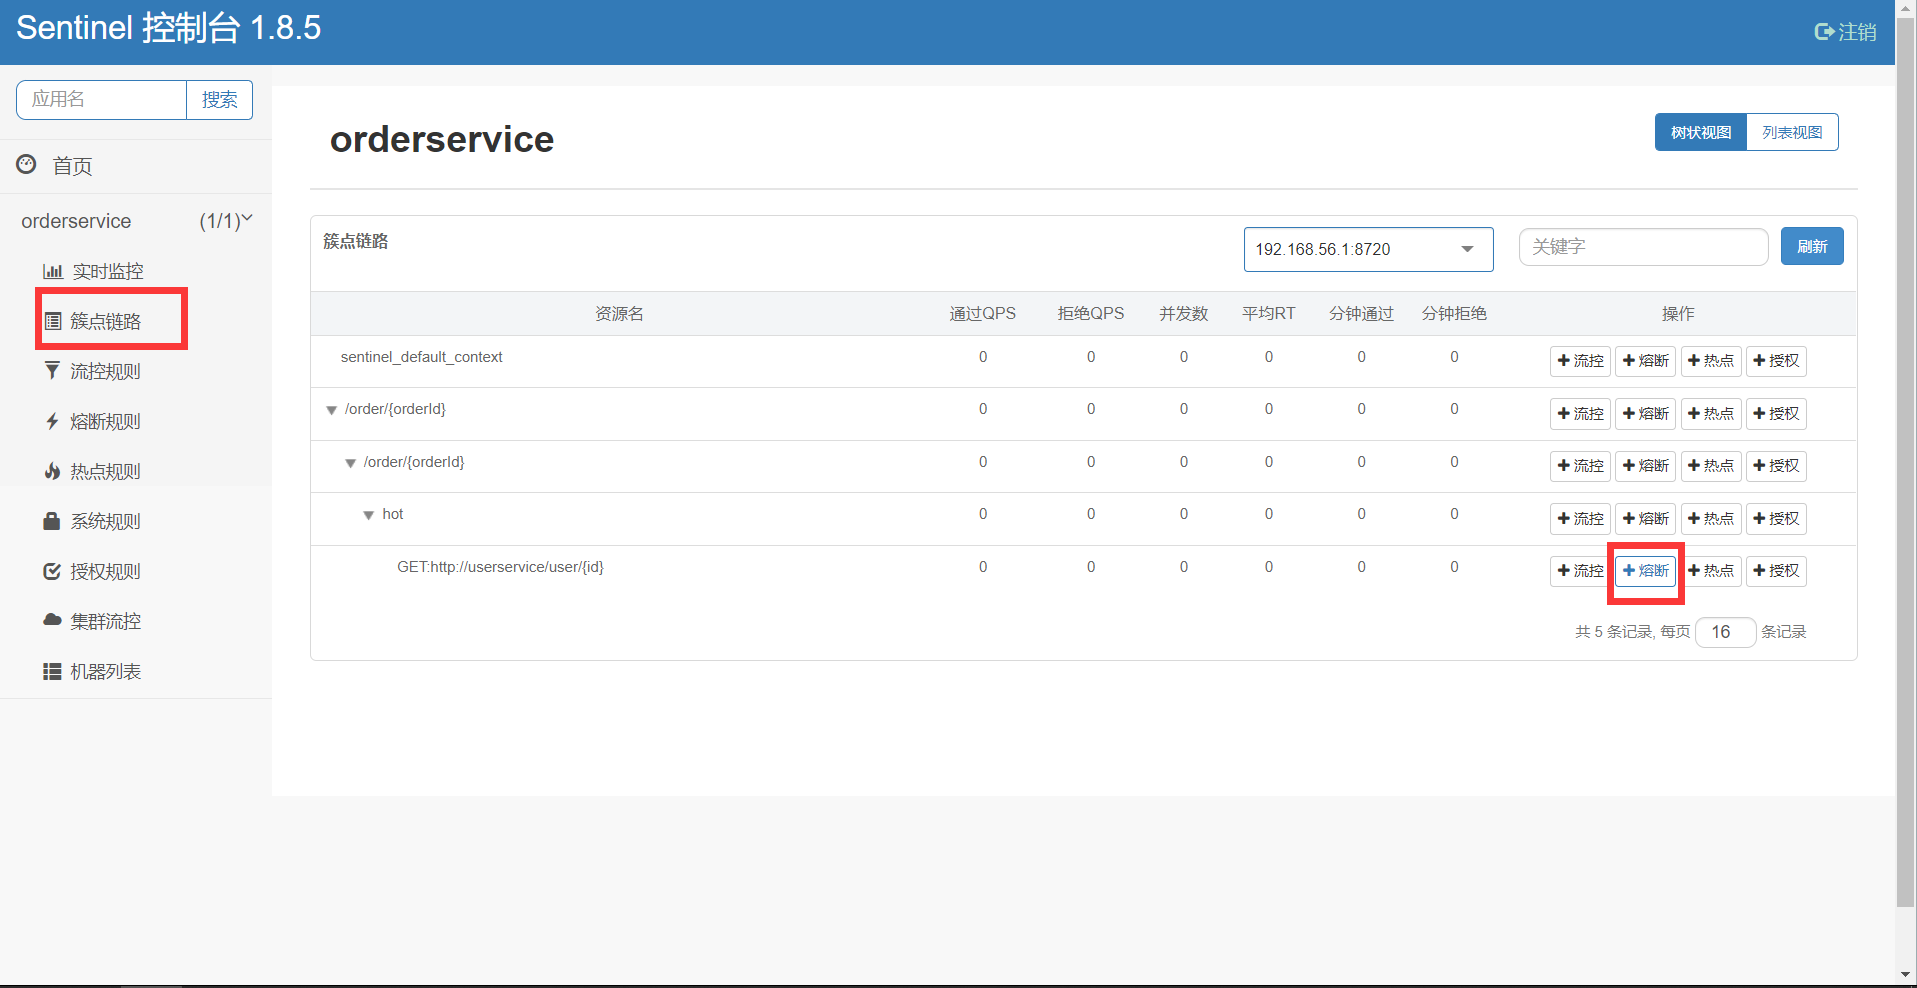 Sentinel 控制台 1.8.5
注销
应用名 搜索
首页
orderservice (1/1)
实时监控
簇点链路
流控规则
熔断规则
热点规则
系统规则
授权规则
集群流控
机器列表
orderservice
树状视图 列表视图
簇点链路 192.168.56.1:8720 关键字 刷新
资源名 通过QPS 拒绝QPS 并发数 平均RT 分钟通过 分钟拒绝 操作
sentinel_default_context 0 0 0 0 0 0 流控 熔断 热点 授权
/order/{orderId} 0 0 0 0 0 0 流控 熔断 热点 授权
/order/{orderId} 0 0 0 0 0 0 流控 熔断 热点 授权
hot 0 0 0 0 0 0 流控 熔断 热点 授权
GET:http://userservice/user/{id} 0 0 0 0 0 0 流控 熔断 热点 授权
共 5 条记录, 每页 16 条记录